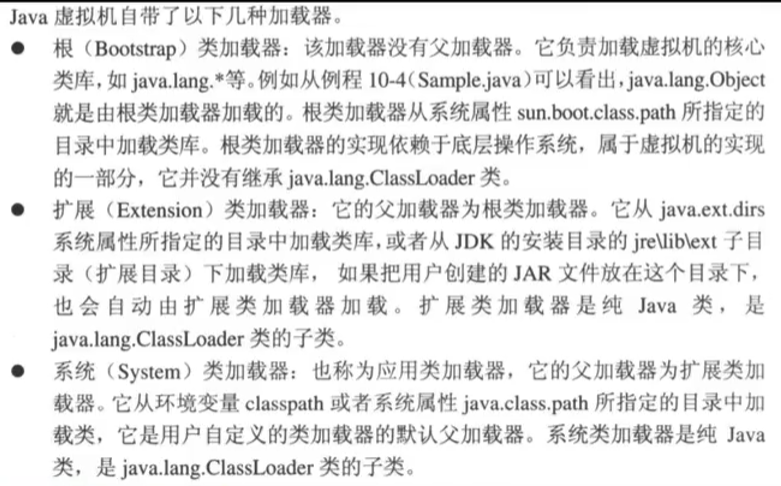 Java 虚拟机自带了以下几种加载器。
● 根（Bootstrap）类加载器：该加载器没有父加载器。它负责加载虚拟机的核心
类库，如 java.lang.*等。例如从例程 10-4（Sample.java）可以看出，java.lang.Object
就是由根类加载器加载的。根类加载器从系统属性 sun.boot.class.path 所指定的
目录中加载类库。根类加载器的实现依赖于底层操作系统，属于虚拟机的实现
的一部分，它并没有继承 java.lang.ClassLoader 类。
● 扩展（Extension）类加载器：它的父加载器为根类加载器。它从 java.ext.dirs
系统属性所指定的目录中加载类库，或者从 JDK 的安装目录的 jre\lib\ext 子目
录（扩展目录）下加载类库， 如果把用户创建的 JAR 文件放在这个目录下，
也会自动由扩展类加载器加载。扩展类加载器是纯 Java 类，是
java.lang.ClassLoader 类的子类。
● 系统（System）类加载器：也称为应用类加载器，它的父加载器为扩展类加
载器。它从环境变量 classpath 或者系统属性 java.class.path 所指定的目录中加
载类，它是用户自定义的类加载器的默认父加载器。系统类加载器是纯 Java
类，是 java.lang.ClassLoader 类的子类。